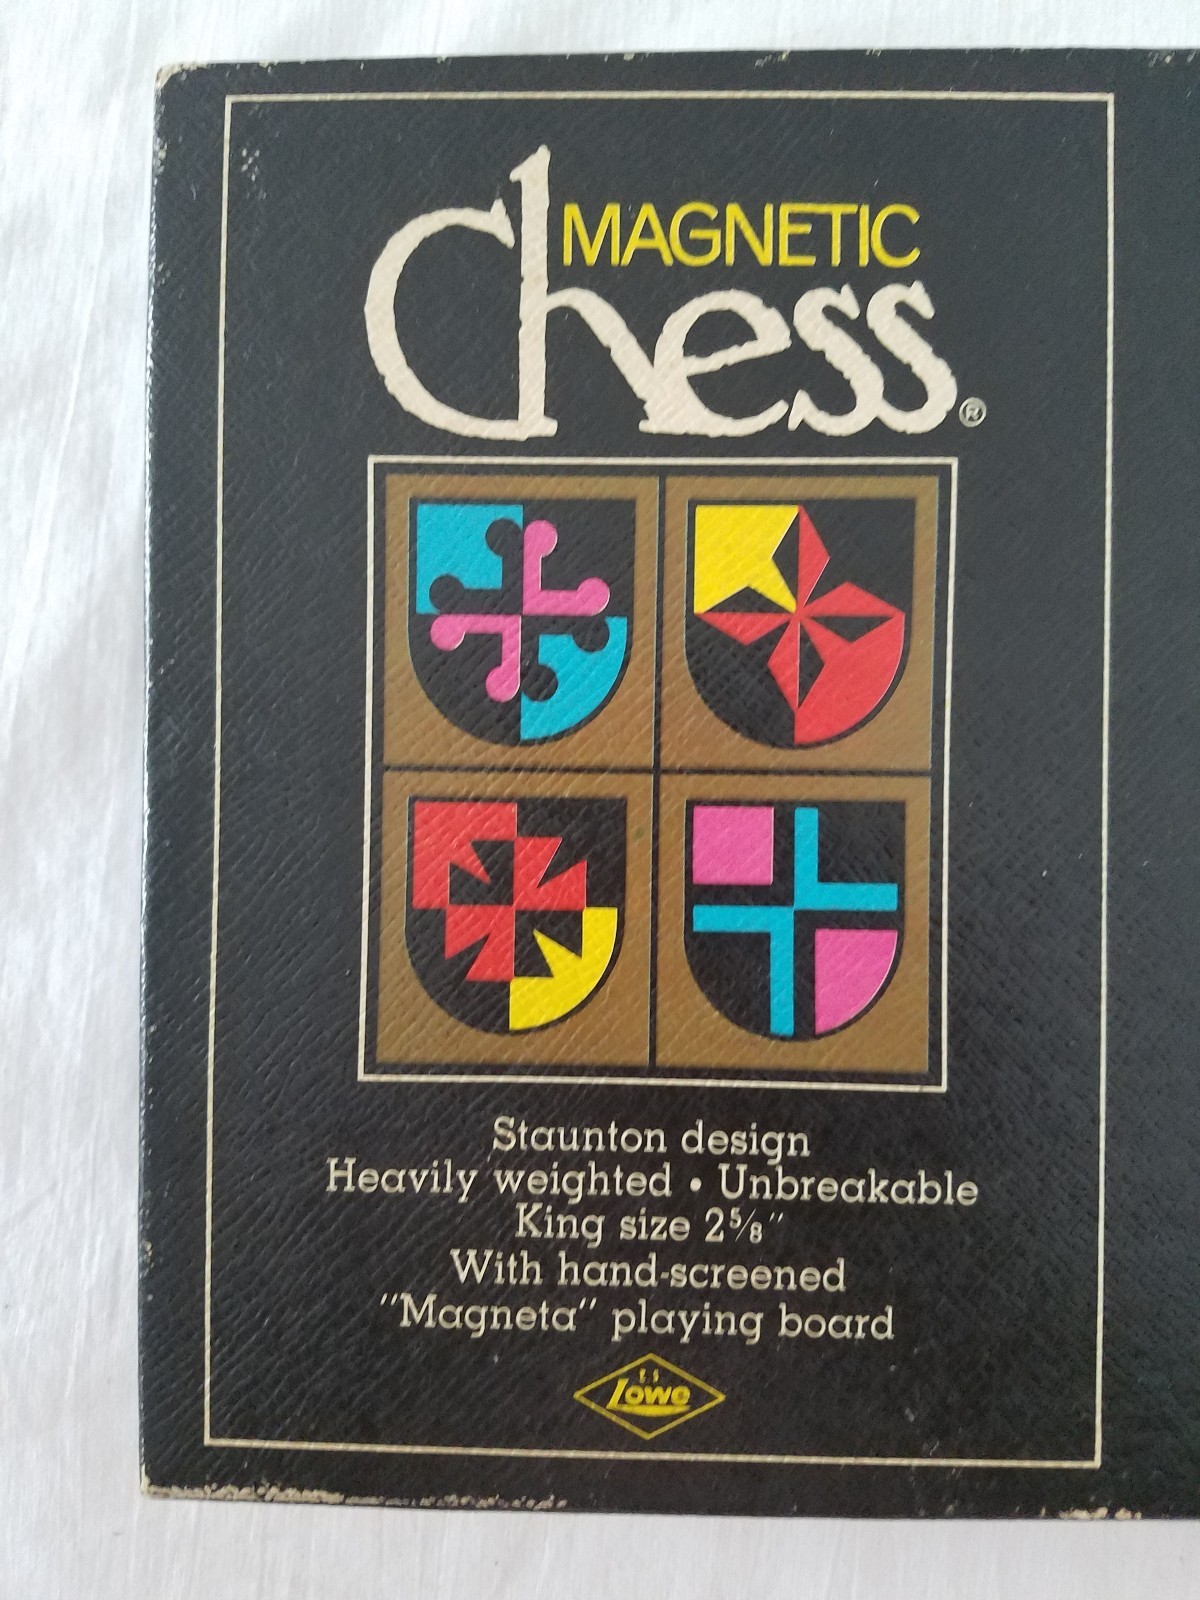 MAGNETIC
Chess®
Staunton design
Heavily weighted • Unbreakable
King size 2⅝"
With hand-screened
"Magneta" playing board
Lowe